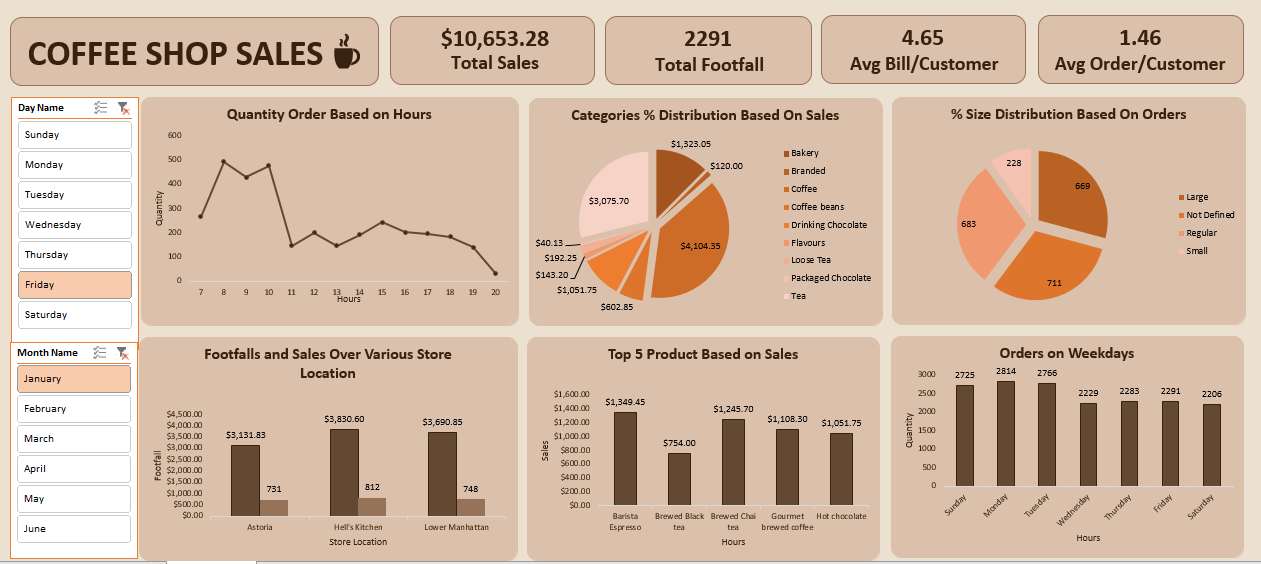 COFFEE SHOP SALES
$10,653.28
Total Sales
2291
Total Footfall
4.65
Avg Bill/Customer
1.46
Avg Order/Customer
Day Name
Sunday
Monday
Tuesday
Wednesday
Thursday
Friday
Saturday
Month Name
January
February
March
April
May
June
Quantity Order Based on Hours
Quantity
600
500
400
300
200
100
0
7 8 9 10 11 12 13 14 15 16 17 18 19 20
Hours
Categories % Distribution Based On Sales
$1,323.05
$120.00
$4,104.35
$602.85
$1,051.75
$143.20
$192.25
$40.13
$3,075.70
Bakery
Branded
Coffee
Coffee beans
Drinking Chocolate
Flavours
Loose Tea
Packaged Chocolate
Tea
% Size Distribution Based On Orders
228
669
683
711
Large
Not Defined
Regular
Small
Footfalls and Sales Over Various Store
Location
Footfall
$4,500.00
$4,000.00
$3,500.00
$3,000.00
$2,500.00
$2,000.00
$1,500.00
$1,000.00
$500.00
$0.00
$3,131.83
731
$3,830.60
812
$3,690.85
748
Astoria
Hell's Kitchen
Lower Manhattan
Store Location
Top 5 Product Based on Sales
Sales
$1,600.00
$1,400.00
$1,200.00
$1,000.00
$800.00
$600.00
$400.00
$200.00
$0.00
$1,349.45
$754.00
$1,245.70
$1,108.30
$1,051.75
Barista
Espresso
Brewed Black
tea
Brewed Chai
tea
Gourmet
brewed coffee
Hot chocolate
Hours
Orders on Weekdays
Quantity
3000
2500
2000
1500
1000
500
0
2725
2814
2766
2229
2283
2291
2206
Sunday
Monday
Tuesday
Wednesday
Thursday
Friday
Saturday
Hours